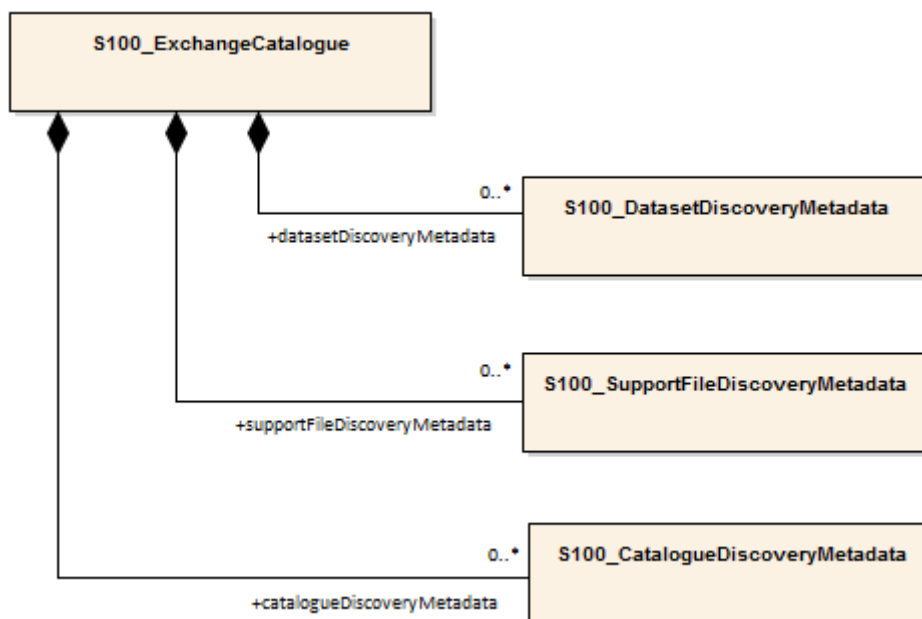 S100_ExchangeCatalogue
0..*
S100_DatasetDiscoveryMetadata
+datasetDiscoveryMetadata
0..*
S100_SupportFileDiscoveryMetadata
+supportFileDiscoveryMetadata
0..*
S100_CatalogueDiscoveryMetadata
+catalogueDiscoveryMetadata